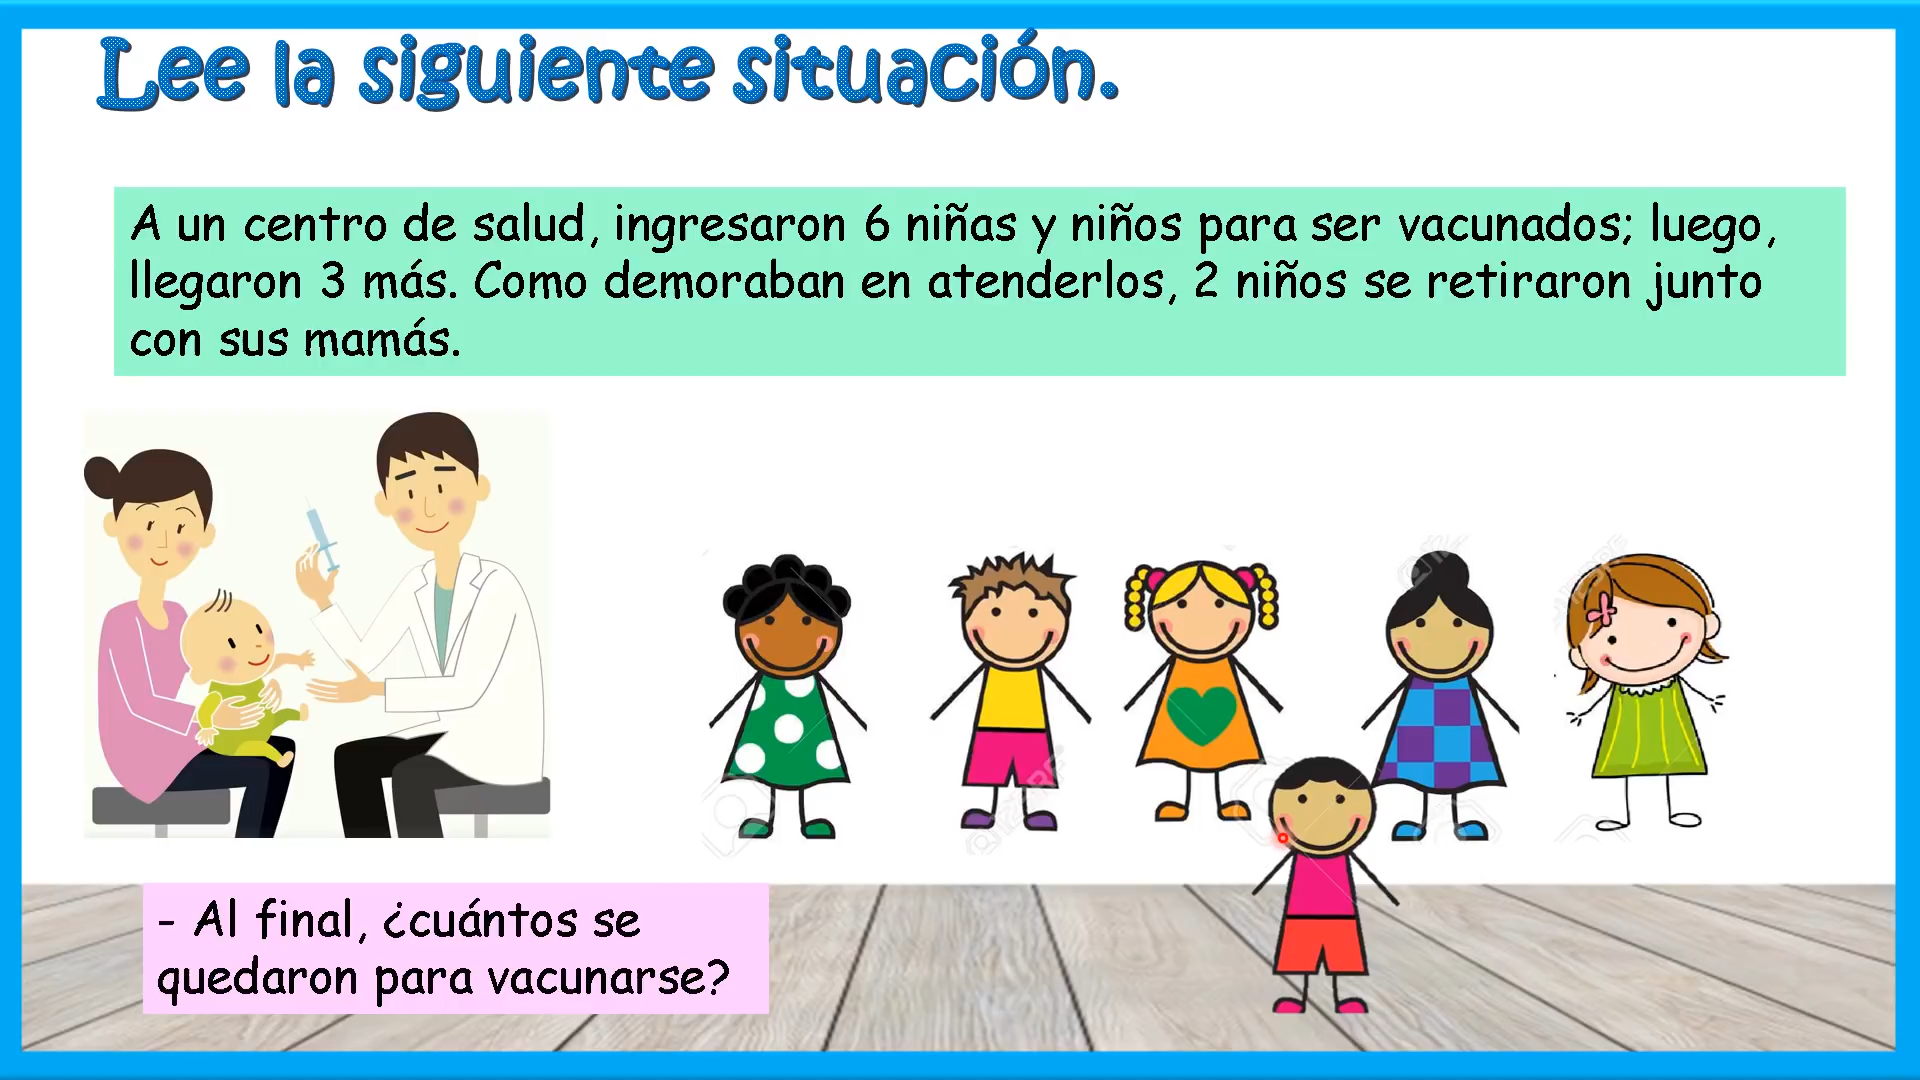 Lee la siguiente situación.
A un centro de salud, ingresaron 6 niñas y niños para ser vacunados; luego,
llegaron 3 más. Como demoraban en atenderlos, 2 niños se retiraron junto
con sus mamás.
- Al final, ¿cuántos se
quedaron para vacunarse?